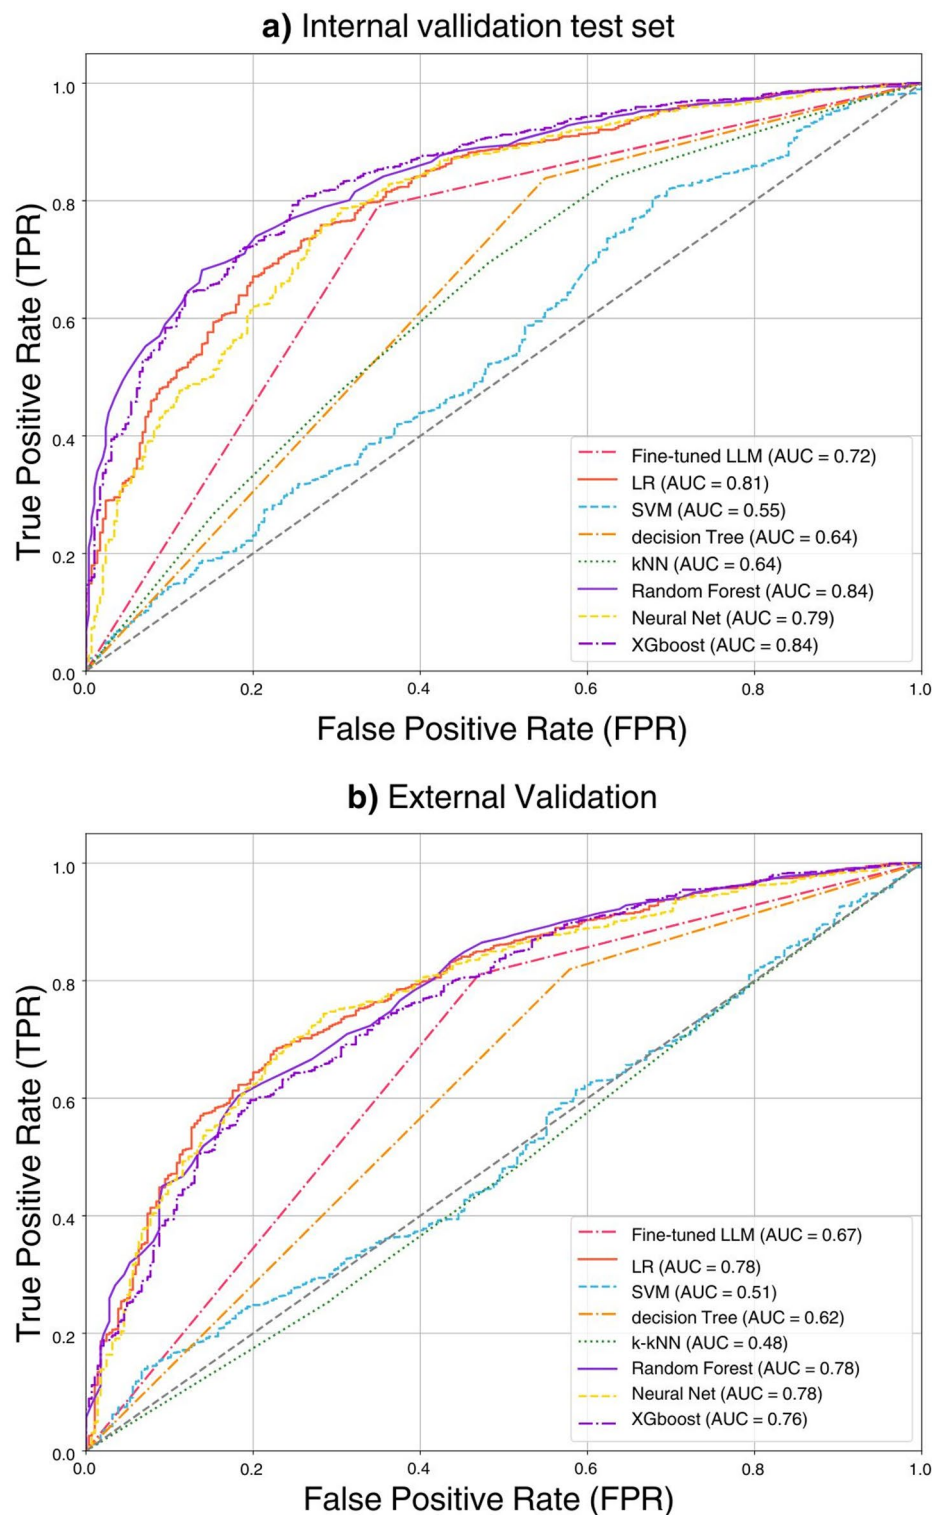 a) Internal vallidation test set
True Positive Rate (TPR)
1.0
0.8
0.6
0.4
0.2
0.0
Fine-tuned LLM (AUC = 0.72)
LR (AUC = 0.81)
SVM (AUC = 0.55)
decision Tree (AUC = 0.64)
kNN (AUC = 0.64)
Random Forest (AUC = 0.84)
Neural Net (AUC = 0.79)
XGboost (AUC = 0.84)
0.0 0.2 0.4 0.6 0.8 1.0
False Positive Rate (FPR)
b) External Validation
True Positive Rate (TPR)
1.0
0.8
0.6
0.4
0.2
0.0
Fine-tuned LLM (AUC = 0.67)
LR (AUC = 0.78)
SVM (AUC = 0.51)
decision Tree (AUC = 0.62)
k-kNN (AUC = 0.48)
Random Forest (AUC = 0.78)
Neural Net (AUC = 0.78)
XGboost (AUC = 0.76)
0.0 0.2 0.4 0.6 0.8 1.0
False Positive Rate (FPR)